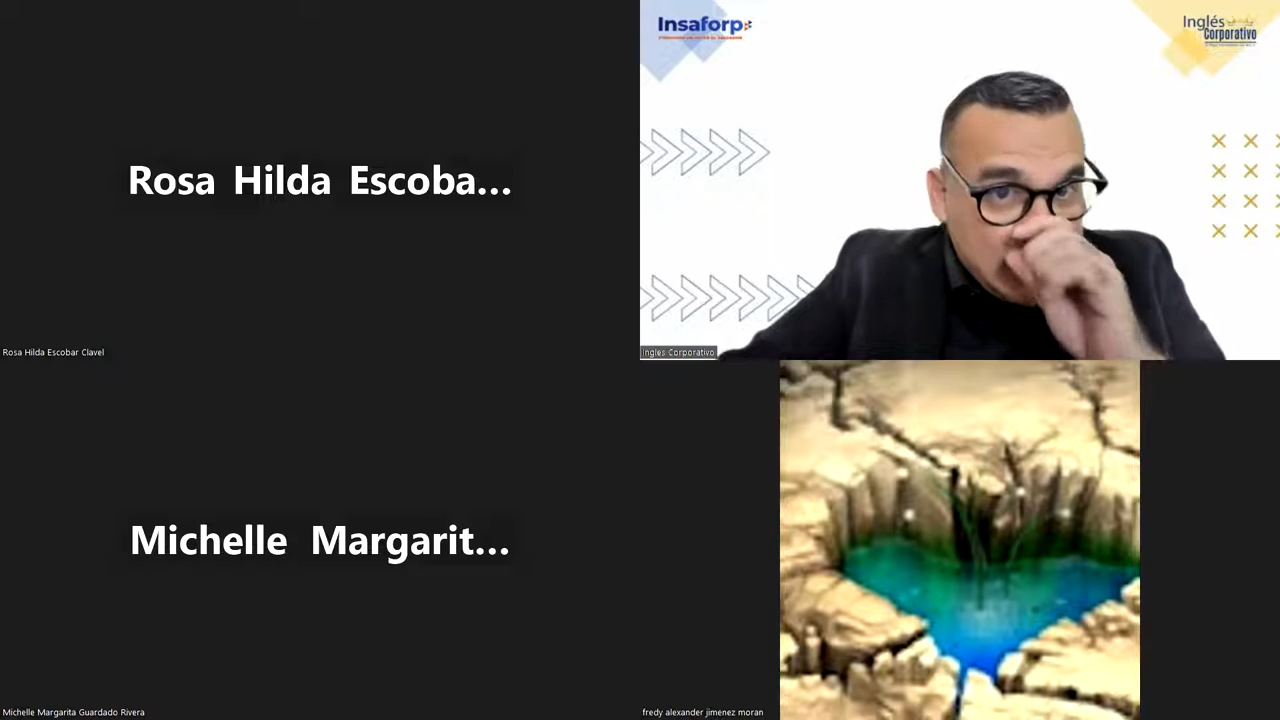 Rosa Hilda Escoba...
Rosa Hilda Escobar Clavel
Insaforp
Inglés
Corporativo
Ingles Corporativo
Michelle Margarit...
Michelle Margarita Guardado Rivera
fredy alexander jimenez moran